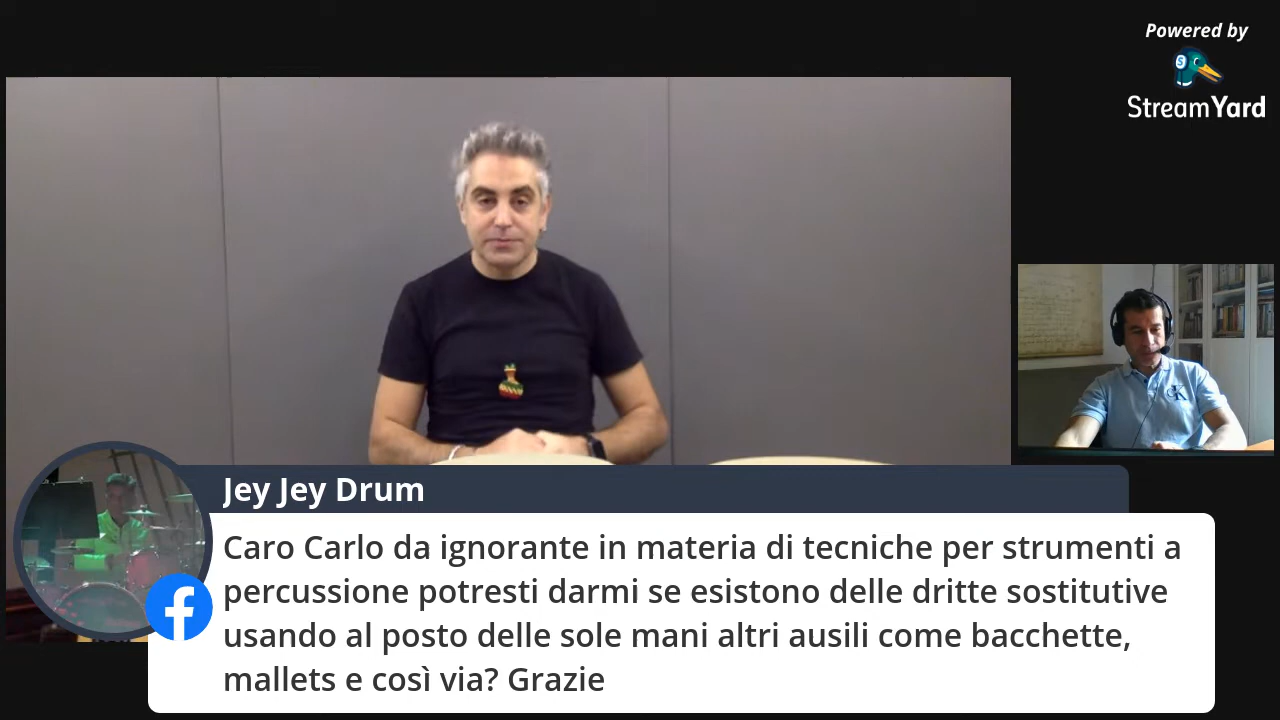 Powered by
StreamYard
Jey Jey Drum
Caro Carlo da ignorante in materia di tecniche per strumenti a
percussione potresti darmi se esistono delle dritte sostitutive
usando al posto delle sole mani altri ausili come bacchette,
mallets e così via? Grazie